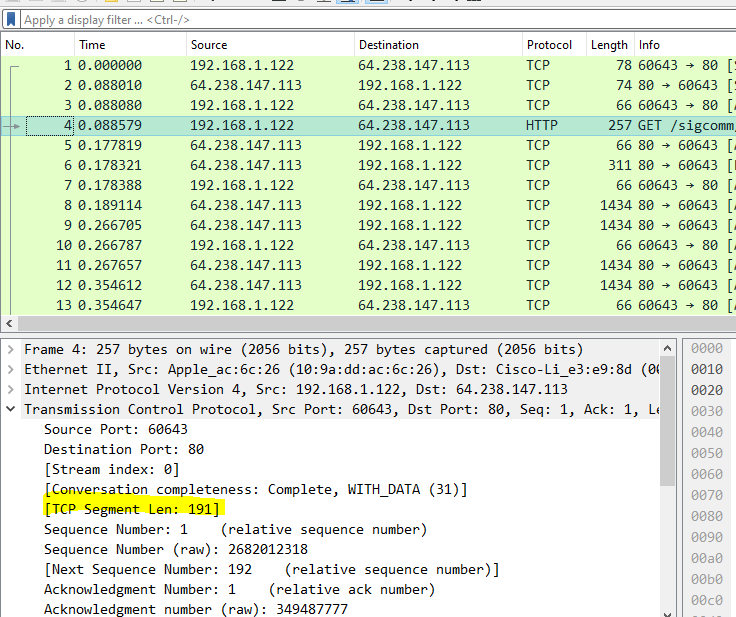 Apply a display filter ... <Ctrl-/>
No. Time Source Destination Protocol Length Info
1 0.000000 192.168.1.122 64.238.147.113 TCP 78 60643 → 80 [
2 0.088010 64.238.147.113 192.168.1.122 TCP 74 80 → 60643 [
3 0.088080 192.168.1.122 64.238.147.113 TCP 66 60643 → 80 [
4 0.088579 192.168.1.122 64.238.147.113 HTTP 257 GET /sigcomm
5 0.177819 64.238.147.113 192.168.1.122 TCP 66 80 → 60643 [
6 0.178321 64.238.147.113 192.168.1.122 TCP 311 80 → 60643 [
7 0.178388 192.168.1.122 64.238.147.113 TCP 66 60643 → 80 [
8 0.189114 64.238.147.113 192.168.1.122 TCP 1434 80 → 60643 [
9 0.266705 64.238.147.113 192.168.1.122 TCP 1434 80 → 60643 [
10 0.266787 192.168.1.122 64.238.147.113 TCP 66 60643 → 80 [
11 0.267657 64.238.147.113 192.168.1.122 TCP 1434 80 → 60643 [
12 0.354612 64.238.147.113 192.168.1.122 TCP 1434 80 → 60643 [
13 0.354647 192.168.1.122 64.238.147.113 TCP 66 60643 → 80 [
Frame 4: 257 bytes on wire (2056 bits), 257 bytes captured (2056 bits)
Ethernet II, Src: Apple_ac:6c:26 (10:9a:dd:ac:6c:26), Dst: Cisco-Li_e3:e9:8d (00
Internet Protocol Version 4, Src: 192.168.1.122, Dst: 64.238.147.113
Transmission Control Protocol, Src Port: 60643, Dst Port: 80, Seq: 1, Ack: 1, Le
Source Port: 60643
Destination Port: 80
[Stream index: 0]
[Conversation completeness: Complete, WITH_DATA (31)]
[TCP Segment Len: 191]
Sequence Number: 1 (relative sequence number)
Sequence Number (raw): 2682012318
[Next Sequence Number: 192 (relative sequence number)]
Acknowledgment Number: 1 (relative ack number)
Acknowledgment number (raw): 349487777
0000
0010
0020
0030
0040
0050
0060
0070
0080
0090
00a0
00b0
00c0